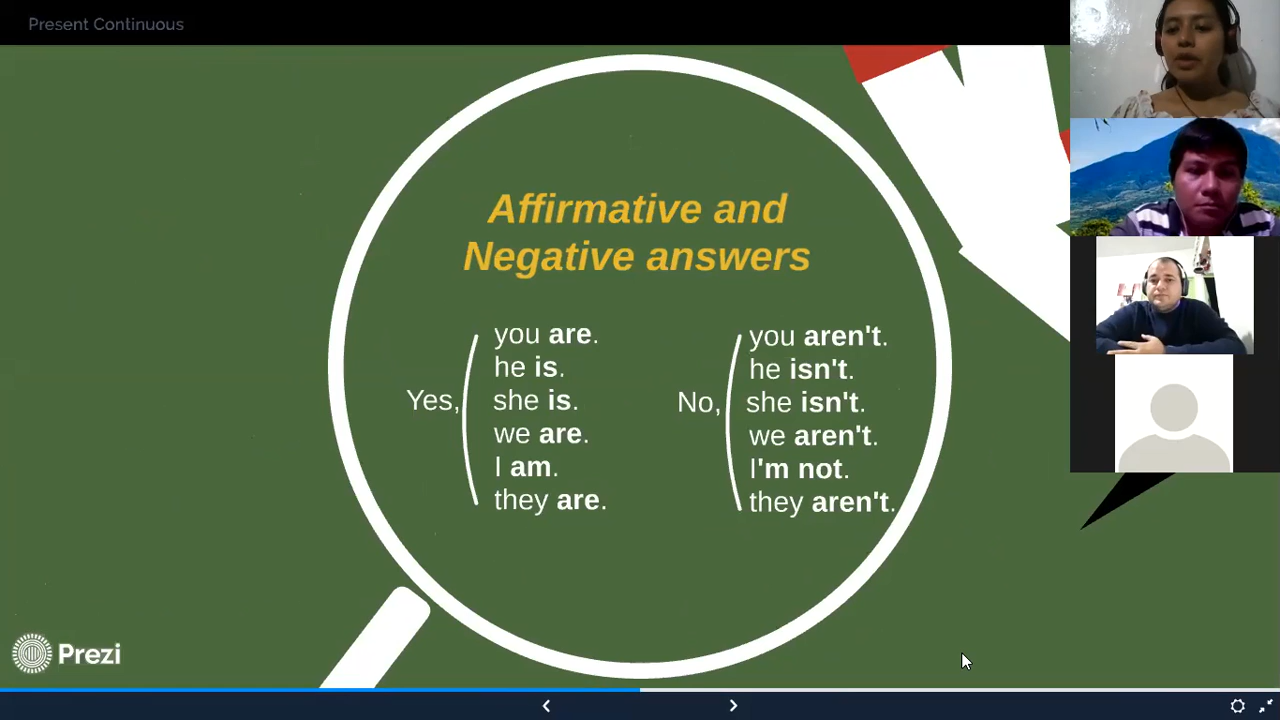 Present Continuous
Affirmative and
Negative answers
Yes,
you are.
he is.
she is.
we are.
I am.
they are.
No,
you aren't.
he isn't.
she isn't.
we aren't.
I'm not.
they aren't.
Prezi